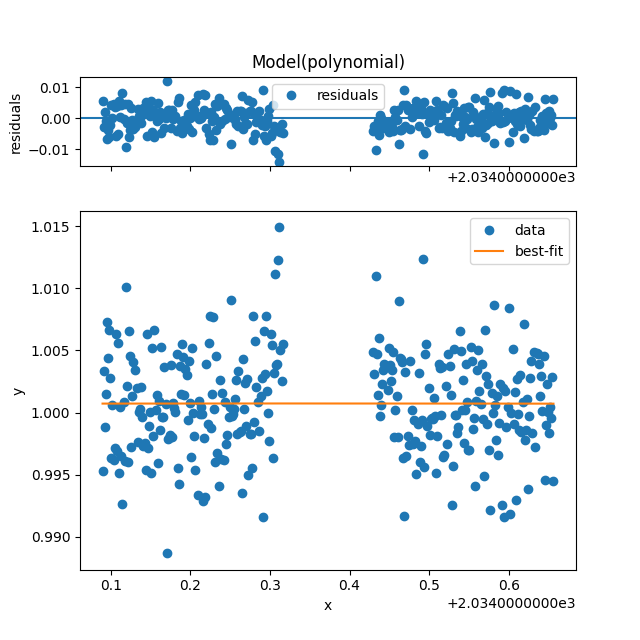 Model(polynomial)
0.01
0.00
−0.01
residuals
residuals
+2.0340000000e3
1.015
1.010
1.005
1.000
0.995
0.990
y
data
best-fit
0.1 0.2 0.3 0.4 0.5 0.6
x
+2.0340000000e3